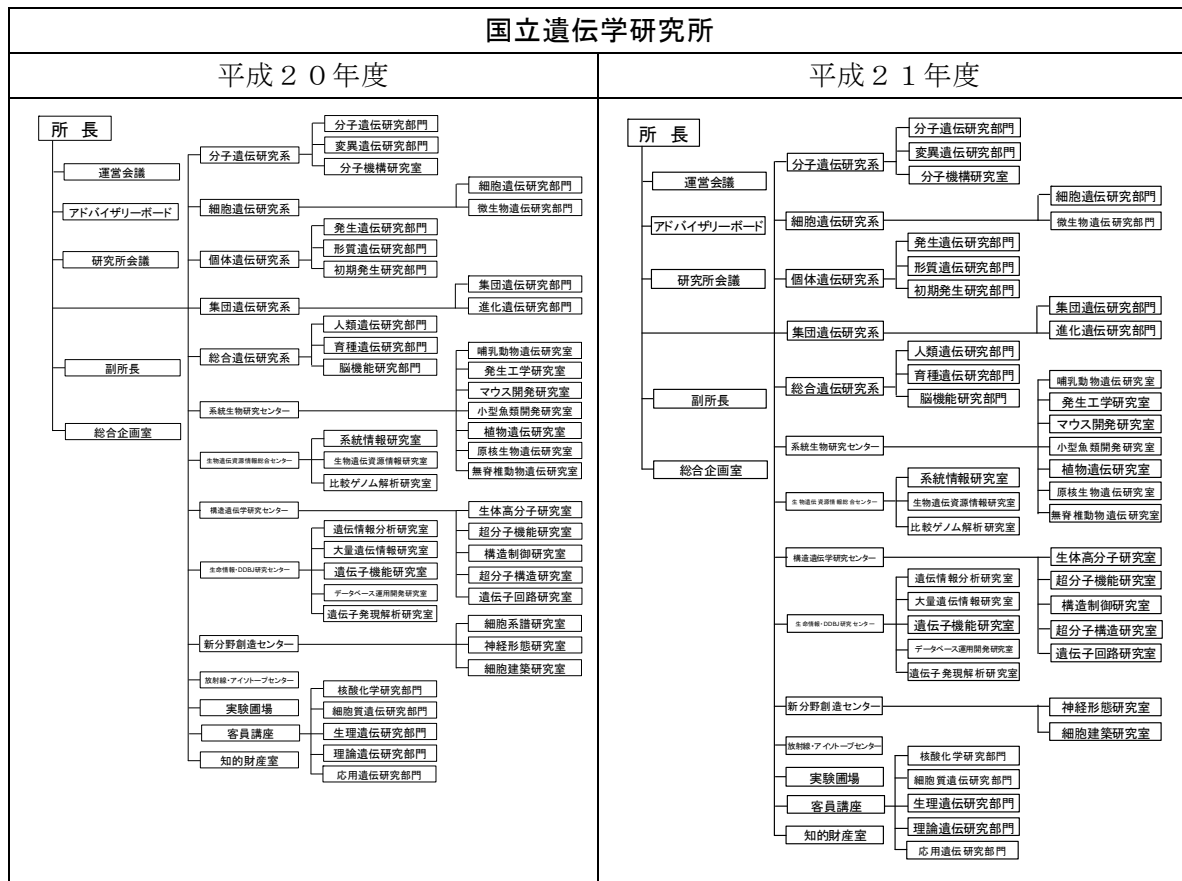 国立遺伝学研究所
平成２０年度
所　長
運営会議
アドバイザリーボード
研究所会議
副所長
総合企画室
分子遺伝研究系
分子遺伝研究部門
変異遺伝研究部門
分子機構研究室
細胞遺伝研究系
細胞遺伝研究部門
微生物遺伝研究部門
個体遺伝研究系
発生遺伝研究部門
形質遺伝研究部門
初期発生研究部門
集団遺伝研究系
集団遺伝研究部門
進化遺伝研究部門
総合遺伝研究系
人類遺伝研究部門
育種遺伝研究部門
脳機能研究部門
系統生物研究センター
哺乳動物遺伝研究室
発生工学研究室
マウス開発研究室
小型魚類開発研究室
植物遺伝研究室
原核生物遺伝研究室
無脊椎動物遺伝研究室
生物遺伝資源情報総合センター
系統情報研究室
生物遺伝資源情報研究室
比較ゲノム解析研究室
構造遺伝学研究センター
生体高分子研究室
超分子機能研究室
構造制御研究室
超分子構造研究室
遺伝子回路研究室
生命情報・DDBJ研究センター
遺伝情報分析研究室
大量遺伝情報研究室
遺伝子機能研究室
データベース運用開発研究室
遺伝子発現解析研究室
新分野創造センター
細胞系譜研究室
神経形態研究室
細胞建築研究室
放射線・アイソトープセンター
実験圃場
客員講座
核酸化学研究部門
細胞質遺伝研究部門
生理遺伝研究部門
理論遺伝研究部門
応用遺伝研究部門
知的財産室
平成２１年度
所　長
運営会議
アドバイザリーボード
研究所会議
副所長
総合企画室
分子遺伝研究系
分子遺伝研究部門
変異遺伝研究部門
分子機構研究室
細胞遺伝研究系
細胞遺伝研究部門
微生物遺伝研究部門
個体遺伝研究系
発生遺伝研究部門
形質遺伝研究部門
初期発生研究部門
集団遺伝研究系
集団遺伝研究部門
進化遺伝研究部門
総合遺伝研究系
人類遺伝研究部門
育種遺伝研究部門
脳機能研究部門
系統生物研究センター
哺乳動物遺伝研究室
発生工学研究室
マウス開発研究室
小型魚類開発研究室
植物遺伝研究室
原核生物遺伝研究室
無脊椎動物遺伝研究室
生物遺伝資源情報総合センター
系統情報研究室
生物遺伝資源情報研究室
比較ゲノム解析研究室
構造遺伝学研究センター
生体高分子研究室
超分子機能研究室
構造制御研究室
超分子構造研究室
遺伝子回路研究室
生命情報・DDBJ研究センター
遺伝情報分析研究室
大量遺伝情報研究室
遺伝子機能研究室
データベース運用開発研究室
遺伝子発現解析研究室
新分野創造センター
神経形態研究室
細胞建築研究室
放射線・アイソトープセンター
実験圃場
客員講座
核酸化学研究部門
細胞質遺伝研究部門
生理遺伝研究部門
理論遺伝研究部門
応用遺伝研究部門
知的財産室